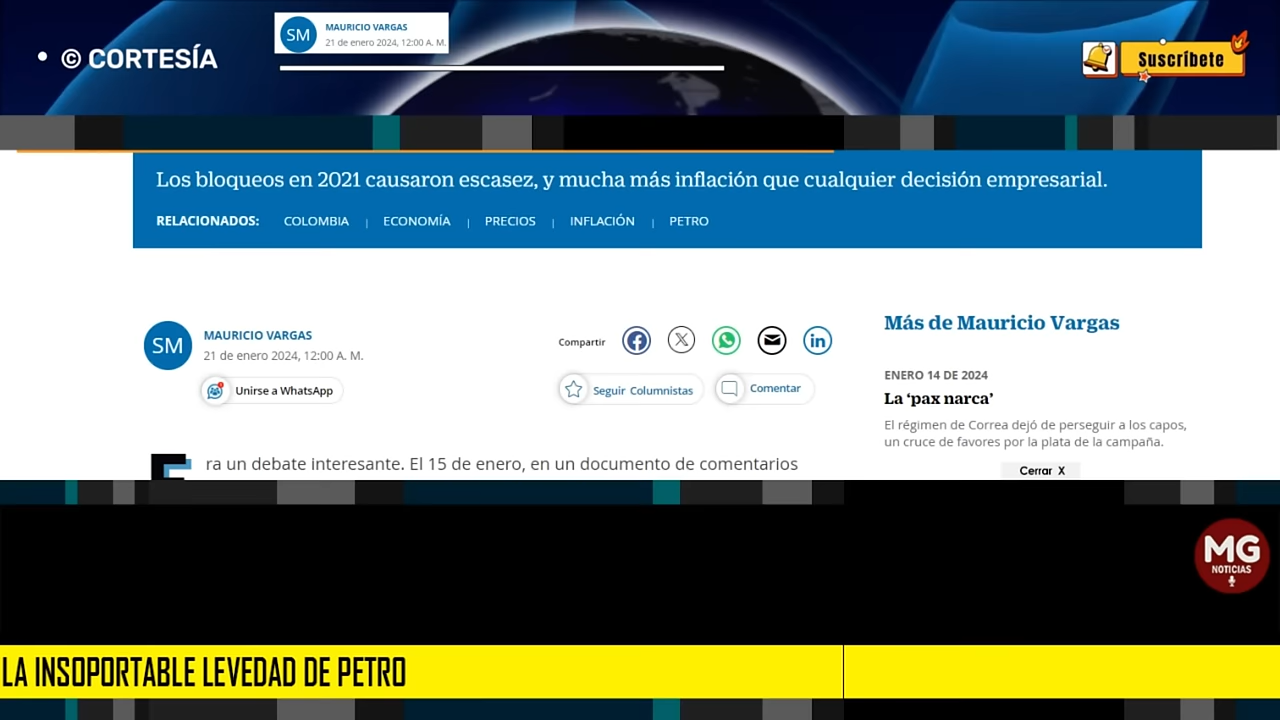 SM
MAURICIO VARGAS
21 de enero 2024, 12:00 A. M.
• © CORTESÍA
Suscríbete
Los bloqueos en 2021 causaron escasez, y mucha más inflación que cualquier decisión empresarial.
RELACIONADOS: COLOMBIA | ECONOMÍA | PRECIOS | INFLACIÓN | PETRO
SM
MAURICIO VARGAS
21 de enero 2024, 12:00 A. M.
Unirse a WhatsApp
Compartir
Seguir Columnistas
Comentar
Más de Mauricio Vargas
ENERO 14 DE 2024
La ‘pax narca’
El régimen de Correa dejó de perseguir a los capos,
un cruce de favores por la plata de la campaña.
Cerrar X
Era un debate interesante. El 15 de enero, en un documento de comentarios
MG
NOTICIAS
LA INSOPORTABLE LEVEDAD DE PETRO